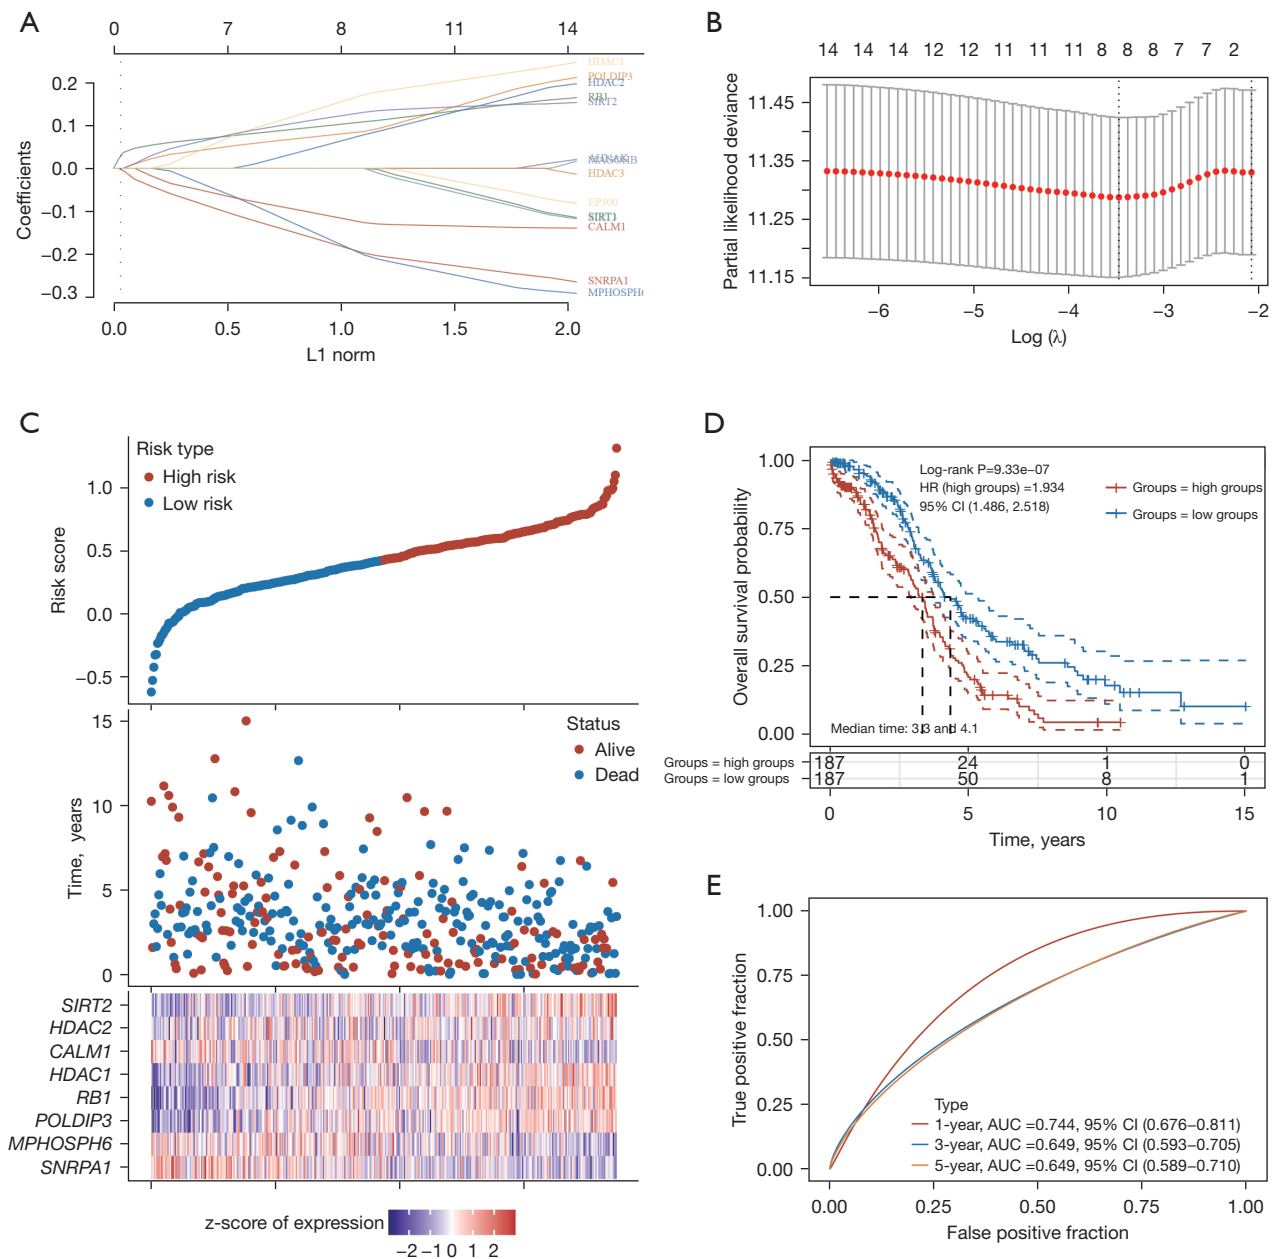 A
0 7 8 11 14
0.2
0.1
0.0
−0.1
−0.2
−0.3
Coefficients
HDAC1
POLDIP3
HDAC2
RB1
SIRT2
HDAC3
EP300
SIRT1
CALM1
SNRPA1
MPHOSPH
0.0 0.5 1.0 1.5 2.0
L1 norm
B
14 14 14 12 12 11 11 11 8 8 8 7 7 2
11.45
11.35
11.25
11.15
Partial likelihood deviance
−6 −5 −4 −3 −2
Log (λ)
C
Risk type
High risk
Low risk
1.0
0.5
0.0
−0.5
Risk score
15
10
5
0
Time, years
Status
Alive
Dead
SIRT2
HDAC2
CALM1
HDAC1
RB1
POLDIP3
MPHOSPH6
SNRPA1
z-score of expression
−2 −1 0 1 2
D
1.00
0.75
0.50
0.25
0.00
Overall survival probability
Log-rank P=9.33e−07
HR (high groups) =1.934
95% CI (1.486, 2.518)
Groups = high groups
Groups = low groups
Median time: 3.3 and 4.1
Groups = high groups 187 24 1 0
Groups = low groups 187 50 8 1
0 5 10 15
Time, years
E
1.00
0.75
0.50
0.25
0.00
True positive fraction
Type
1-year, AUC =0.744, 95% CI (0.676−0.811)
3-year, AUC =0.649, 95% CI (0.593−0.705)
5-year, AUC =0.649, 95% CI (0.589−0.710)
0.00 0.25 0.50 0.75 1.00
False positive fraction